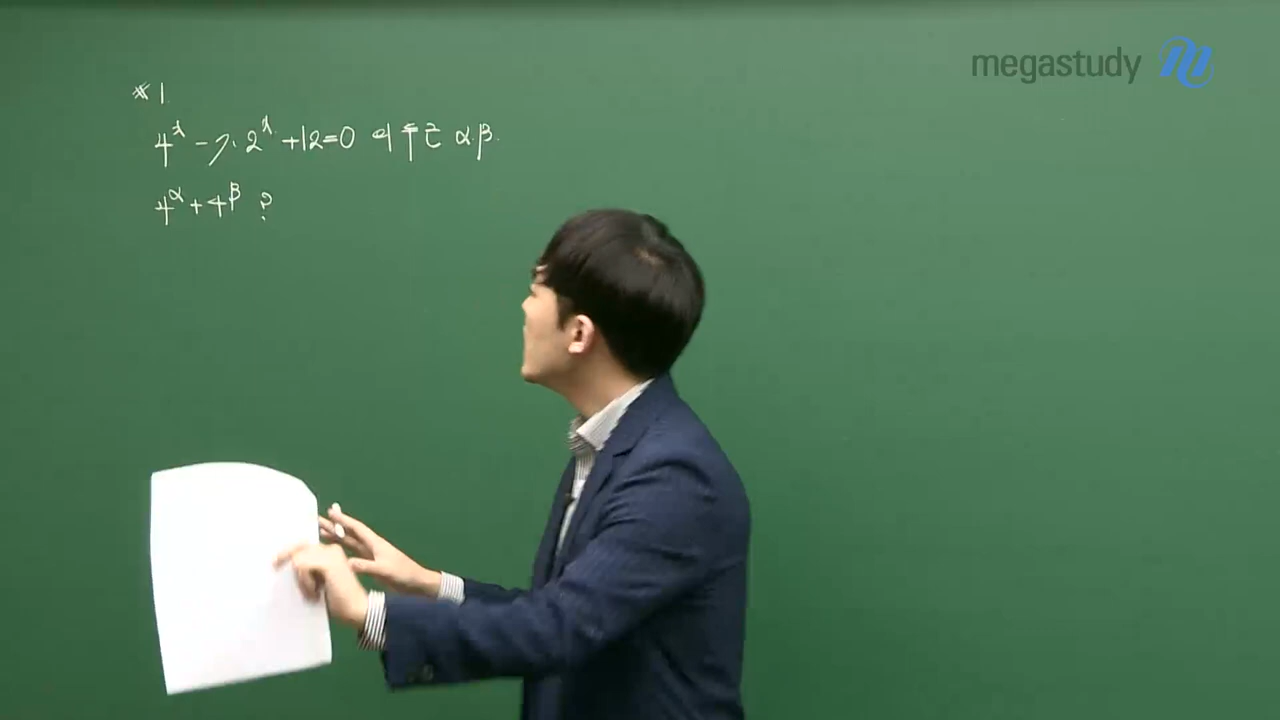 megastudy
※ 1.
4^x - 7·2^x + 12 = 0 의 두근 α, β.
4^α + 4^β ?